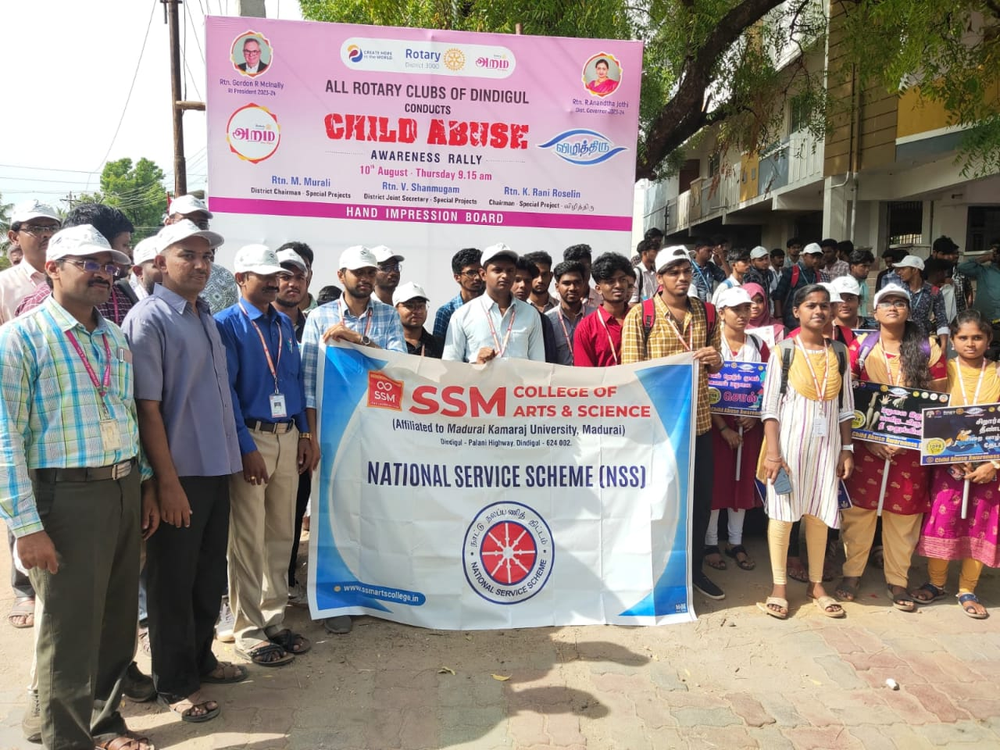 CREATE HOPE
in the WORLD
Rotary
District 3000
அறம்
Rtn. Gordon R McInally
RI President 2023-24
Rtn. R.Anandtha Jothi
Dist. Governor 2023-24
ALL ROTARY CLUBS OF DINDIGUL
CONDUCTS
CHILD ABUSE
அறம்
விழித்திரு
AWARENESS RALLY
10th August - Thursday 9.15 am
Rtn. M. Murali
District Chairman - Special Projects
Rtn. V. Shanmugam
District Joint Secretary - Special Projects
Rtn. K. Rani Roselin
Chairman - Special Project - விழித்திரு
HAND IMPRESSION BOARD
SSM
SSM COLLEGE OF
ARTS & SCIENCE
(Affiliated to Madurai Kamaraj University, Madurai)
Dindigul - Palani Highway, Dindigul - 624 002.
NATIONAL SERVICE SCHEME (NSS)
நாட்டு நலப்பணித் திட்டம்
NATIONAL SERVICE SCHEME
www.ssmartscollege.in
சொல்
Child Abuse Awareness
Child Abuse Awareness
1098
Child Abuse Awareness